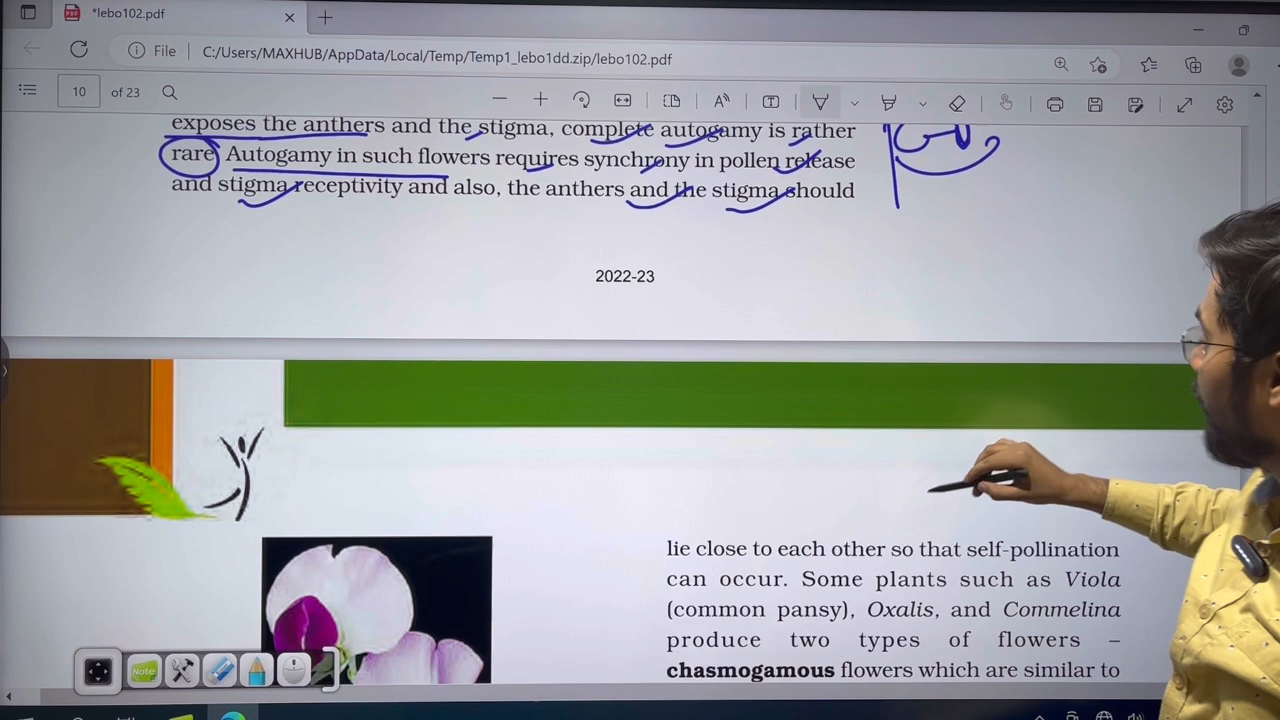 *lebo102.pdf
File C:/Users/MAXHUB/AppData/Local/Temp/Temp1_lebo1dd.zip/lebo102.pdf
10 of 23
exposes the anthers and the stigma, complete autogamy is rather
rare Autogamy in such flowers requires synchrony in pollen release
and stigma receptivity and also, the anthers and the stigma should
2022-23
lie close to each other so that self-pollination
can occur. Some plants such as Viola
(common pansy), Oxalis, and Commelina
produce two types of flowers –
chasmogamous flowers which are similar to
Note